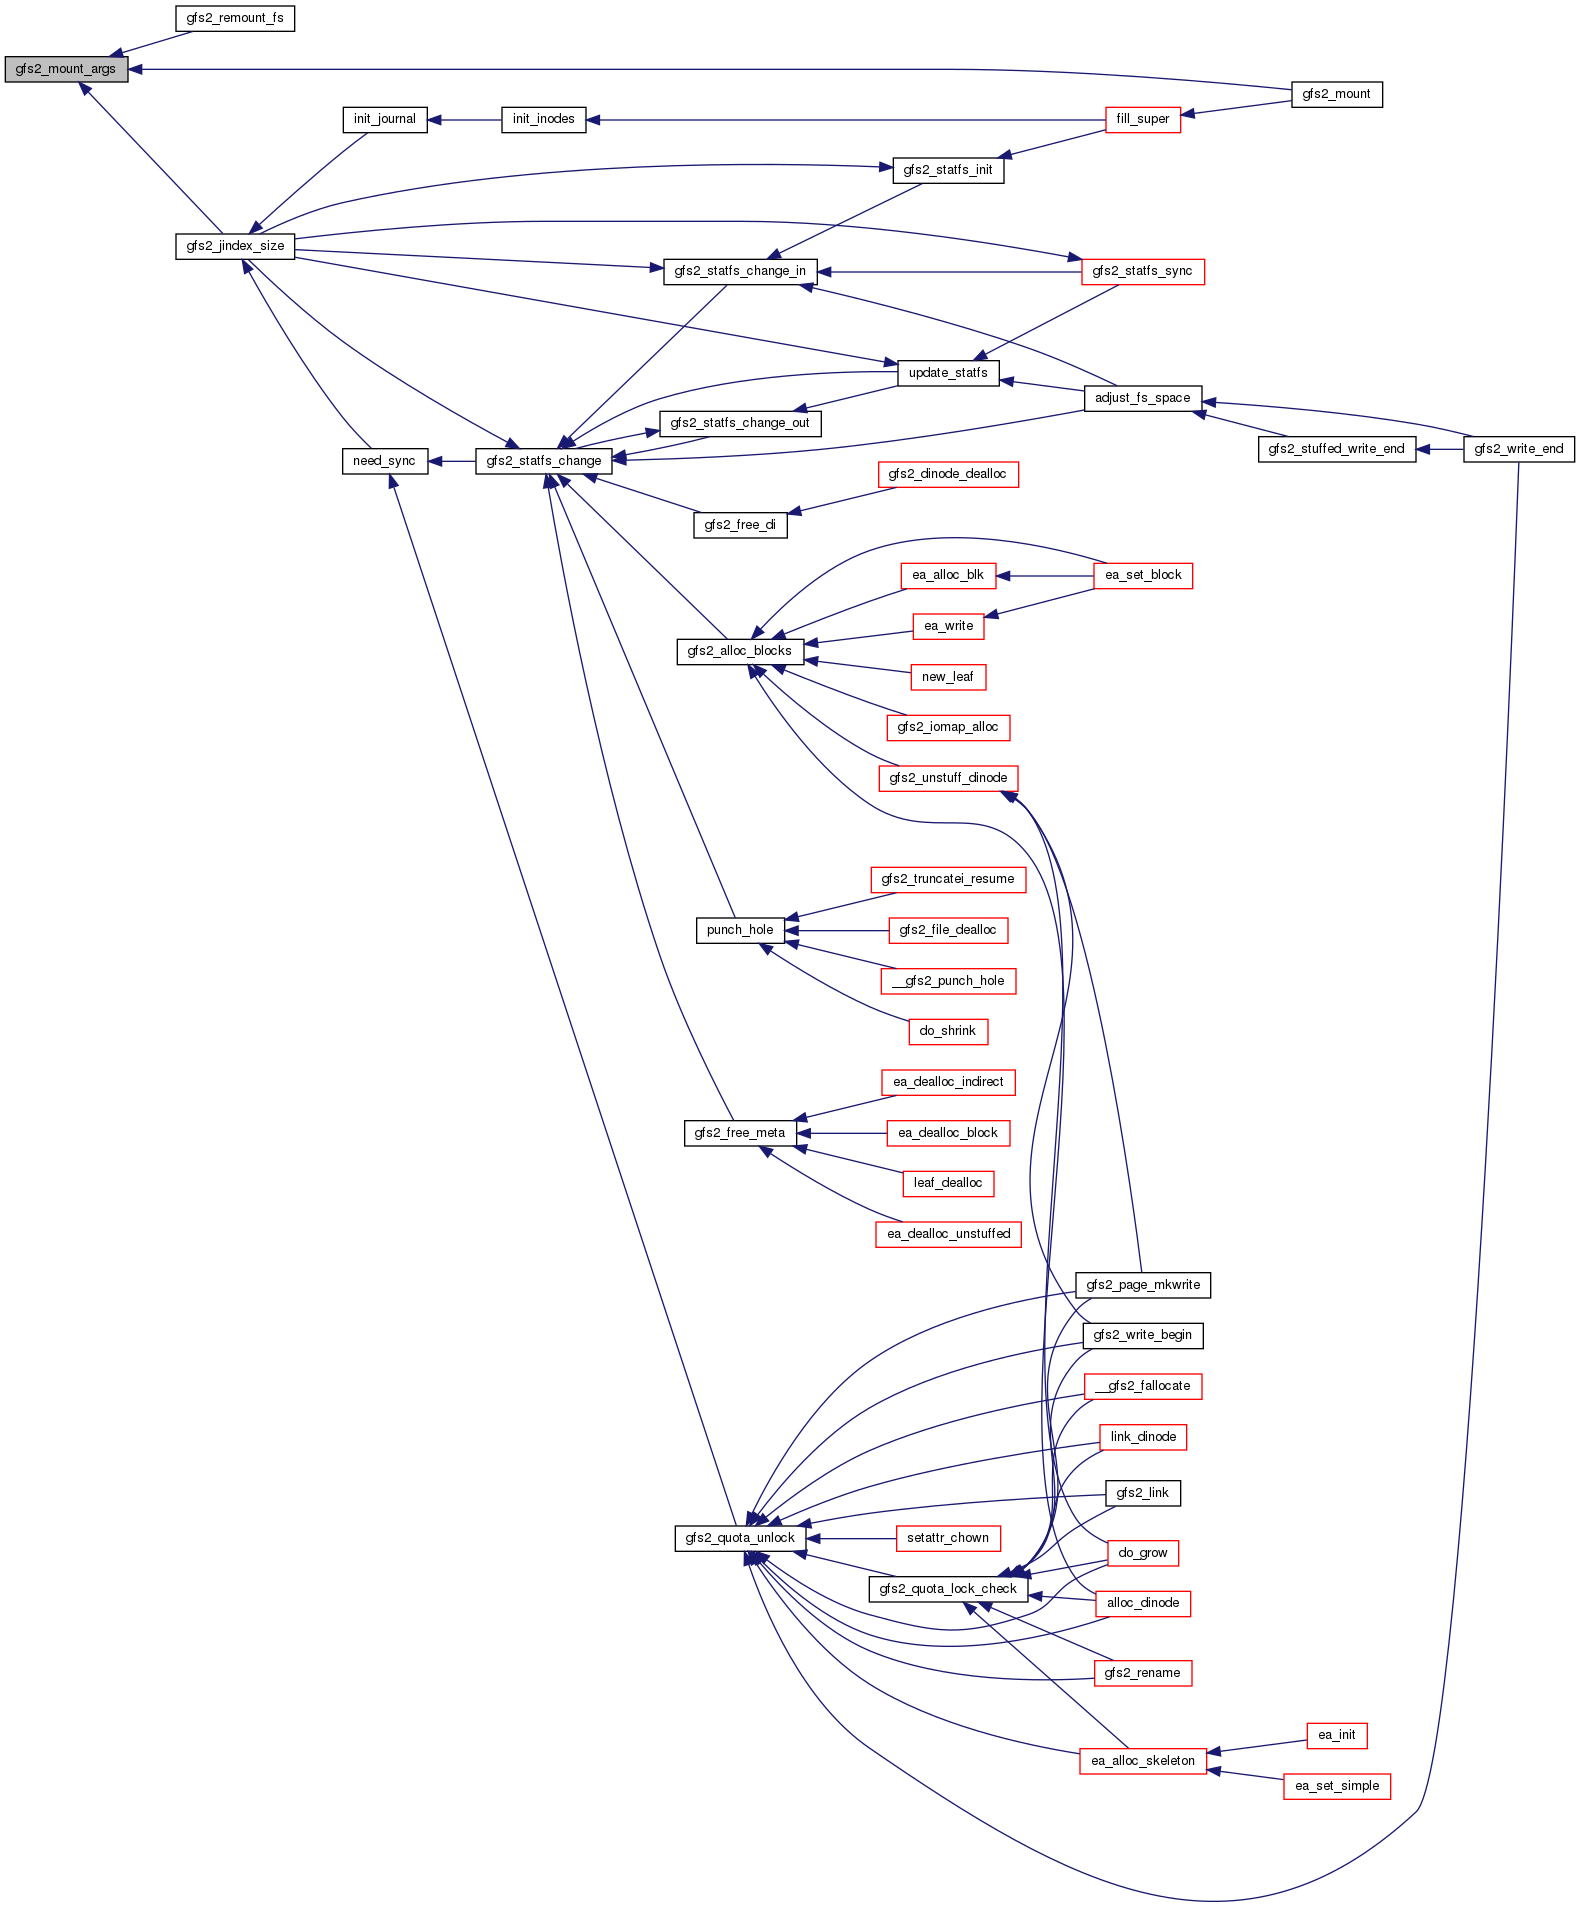 gfs2_remount_fs
gfs2_mount_args
gfs2_mount
init_journal
init_inodes
fill_super
gfs2_statfs_init
gfs2_jindex_size
gfs2_statfs_change_in
gfs2_statfs_sync
update_statfs
adjust_fs_space
gfs2_statfs_change_out
gfs2_stuffed_write_end
gfs2_write_end
need_sync
gfs2_statfs_change
gfs2_dinode_dealloc
gfs2_free_di
ea_alloc_blk
ea_set_block
ea_write
gfs2_alloc_blocks
new_leaf
gfs2_iomap_alloc
gfs2_unstuff_dinode
gfs2_truncatei_resume
punch_hole
gfs2_file_dealloc
__gfs2_punch_hole
do_shrink
ea_dealloc_indirect
gfs2_free_meta
ea_dealloc_block
leaf_dealloc
ea_dealloc_unstuffed
gfs2_page_mkwrite
gfs2_write_begin
__gfs2_fallocate
link_dinode
gfs2_link
gfs2_quota_unlock
setattr_chown
do_grow
gfs2_quota_lock_check
alloc_dinode
gfs2_rename
ea_init
ea_alloc_skeleton
ea_set_simple